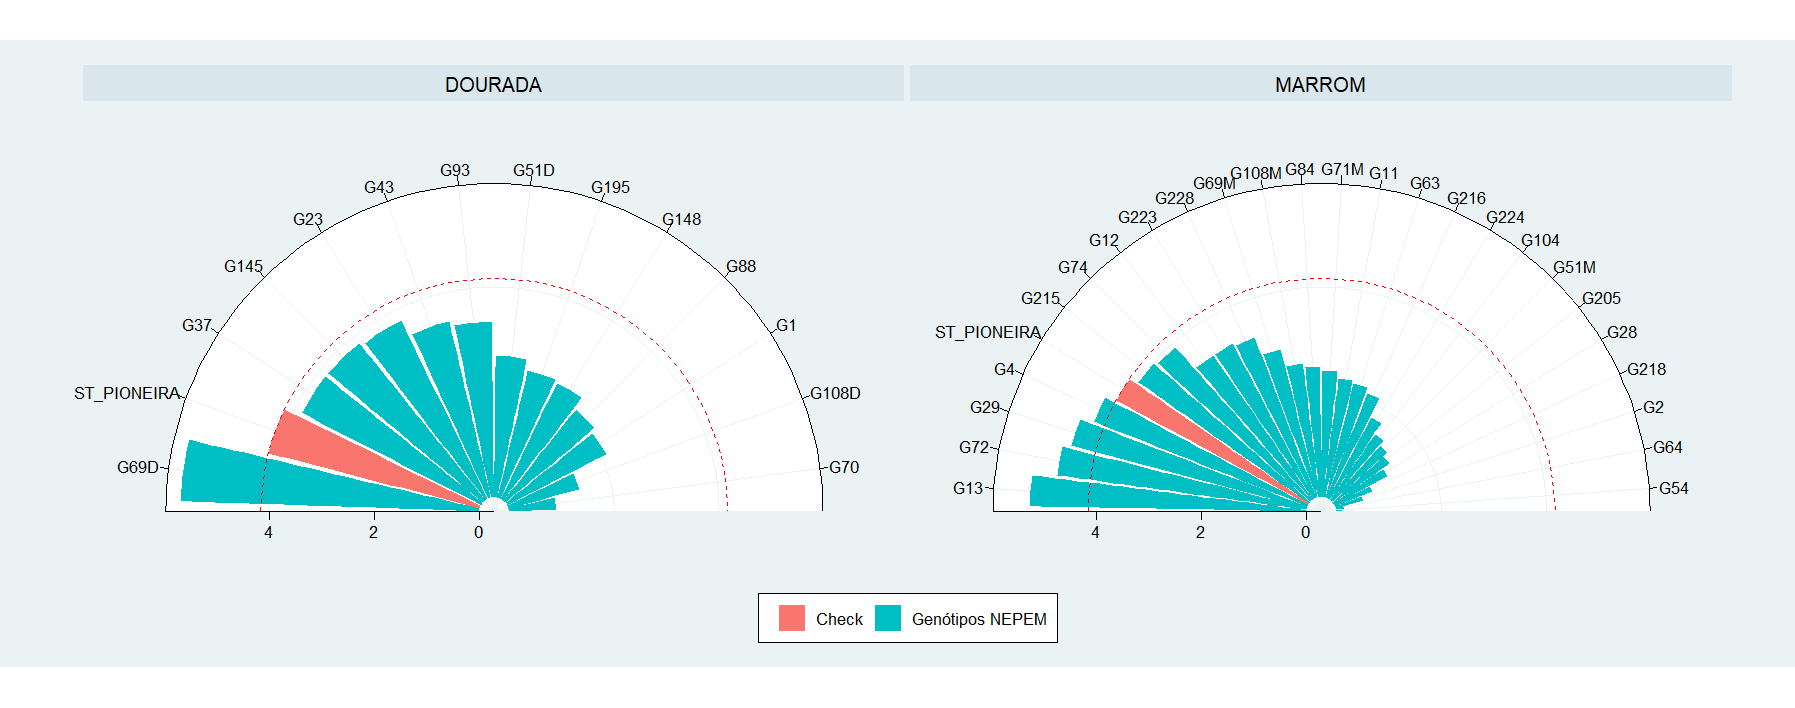 DOURADA
MARROM
G69D
ST_PIONEIRA
G37
G145
G23
G43
G93
G51D
G195
G148
G88
G1
G108D
G70
4 2 0
G13
G72
G29
G4
ST_PIONEIRA
G215
G74
G12
G223
G228
G69M
G108M
G84
G71M
G11
G63
G216
G224
G104
G51M
G205
G28
G218
G2
G64
G54
4 2 0
Check Genótipos NEPEM